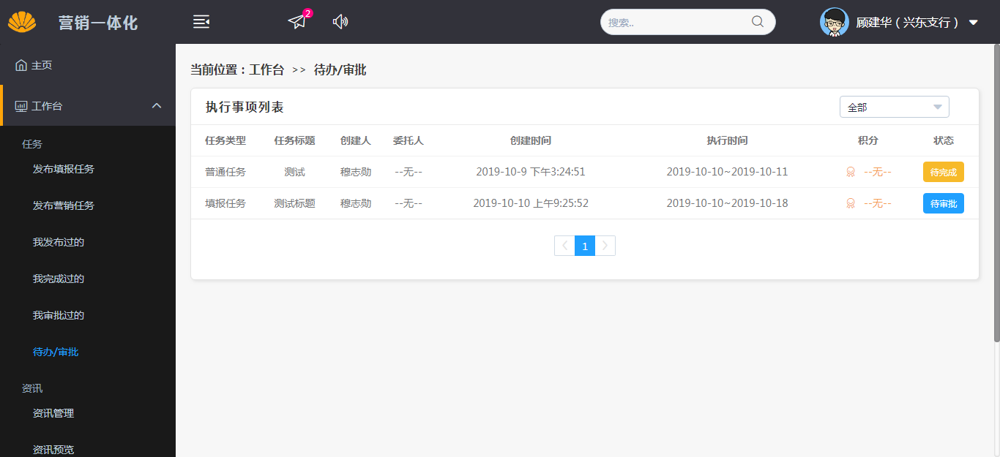 营销一体化
2
搜索..
顾建华（兴东支行）
主页
工作台
任务
发布填报任务
发布营销任务
我发布过的
我完成过的
我审批过的
待办/审批
资讯
资讯管理
资讯预览
当前位置：工作台 >> 待办/审批
执行事项列表
全部
任务类型 任务标题 创建人 委托人 创建时间 执行时间 积分 状态
普通任务 测试 穆志勋 --无-- 2019-10-9 下午3:24:51 2019-10-10~2019-10-11 --无-- 待完成
填报任务 测试标题 穆志勋 --无-- 2019-10-10 上午9:25:52 2019-10-10~2019-10-18 --无-- 待审批
1